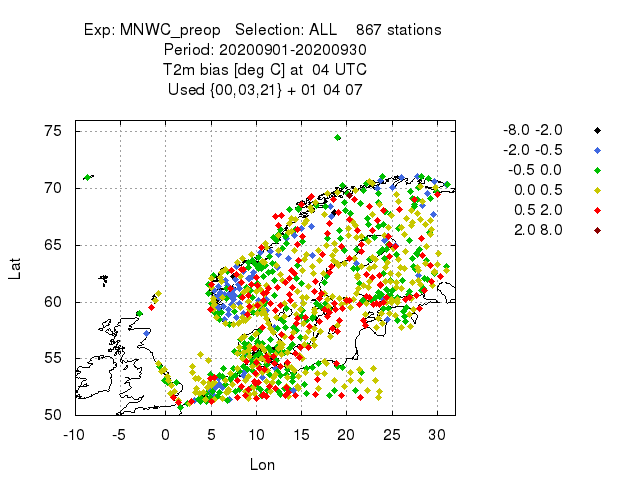 Exp: MNWC_preop   Selection: ALL    867 stations
Period: 20200901-20200930
T2m bias [deg C] at  04 UTC
Used {00,03,21} + 01 04 07
-8.0 -2.0
-2.0 -0.5
-0.5 0.0
0.0 0.5
0.5 2.0
2.0 8.0
75
70
65
60
55
50
Lat
-10 -5 0 5 10 15 20 25 30
Lon